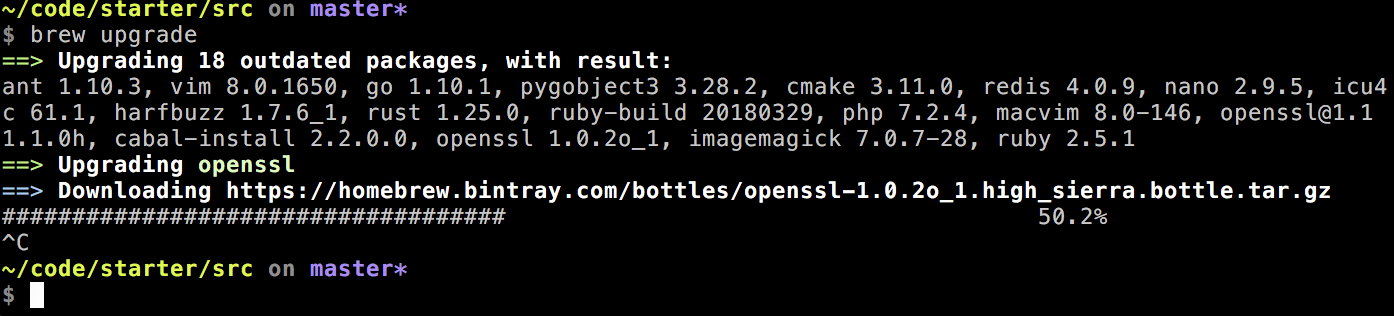 ~/code/starter/src on master*
$ brew upgrade
==> Upgrading 18 outdated packages, with result:
ant 1.10.3, vim 8.0.1650, go 1.10.1, pygobject3 3.28.2, cmake 3.11.0, redis 4.0.9, nano 2.9.5, icu4
c 61.1, harfbuzz 1.7.6_1, rust 1.25.0, ruby-build 20180329, php 7.2.4, macvim 8.0-146, openssl@1.1
1.1.0h, cabal-install 2.2.0.0, openssl 1.0.2o_1, imagemagick 7.0.7-28, ruby 2.5.1
==> Upgrading openssl
==> Downloading https://homebrew.bintray.com/bottles/openssl-1.0.2o_1.high_sierra.bottle.tar.gz
#################################### 50.2%
^C
~/code/starter/src on master*
$